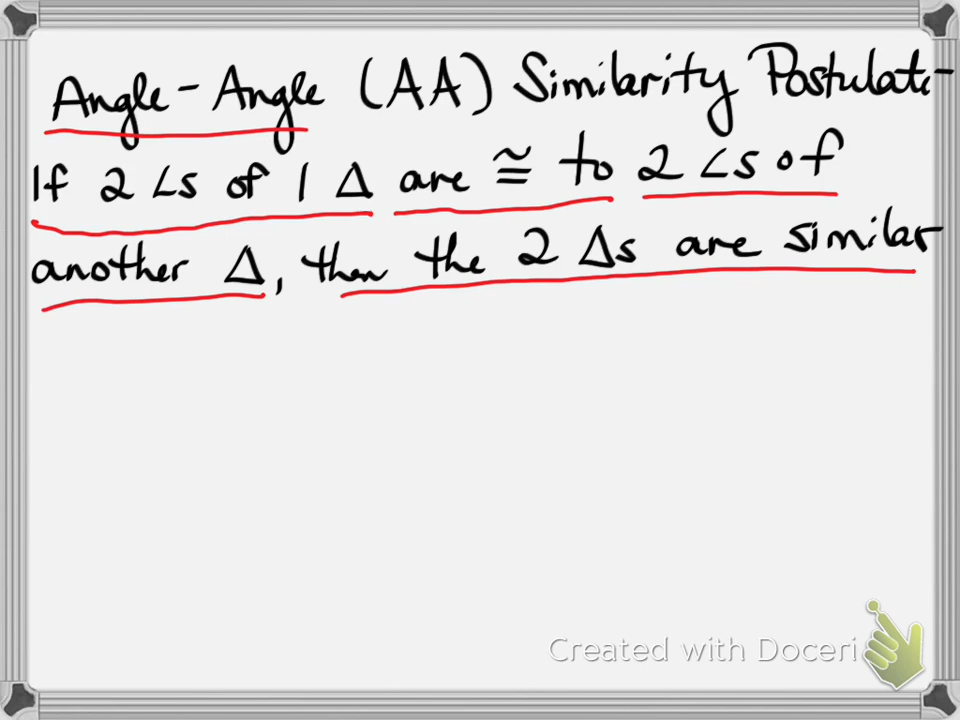 Angle-Angle (AA) Similarity Postulate-
If 2 ∠s of 1 Δ are ≅ to 2 ∠s of
another Δ, then the 2 Δs are similar
Created with Doceri